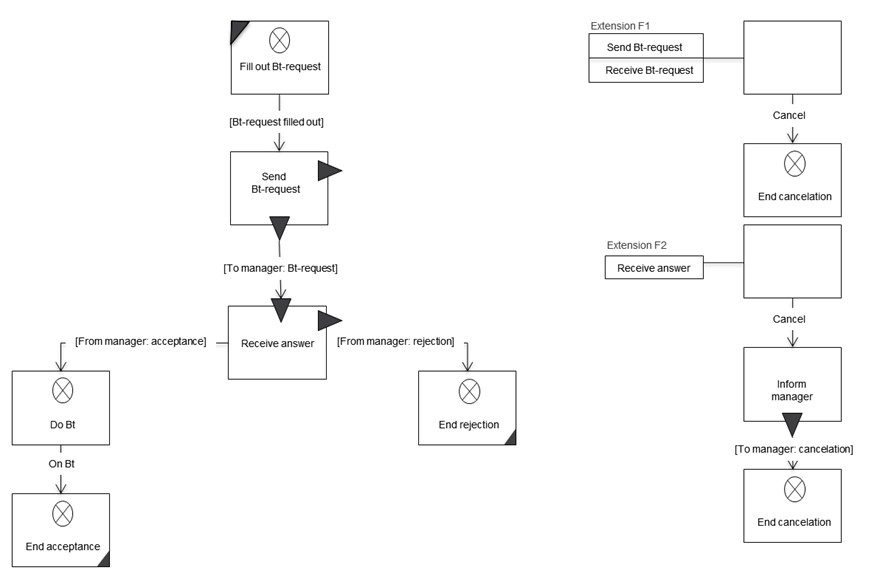 Fill out Bt-request
[Bt-request filled out]
Send
Bt-request
[To manager: Bt-request]
Receive answer
[From manager: acceptance]
[From manager: rejection]
Do Bt
End rejection
On Bt
End acceptance
Extension F1
Send Bt-request
Receive Bt-request
Cancel
End cancelation
Extension F2
Receive answer
Cancel
Inform
manager
[To manager: cancelation]
End cancelation